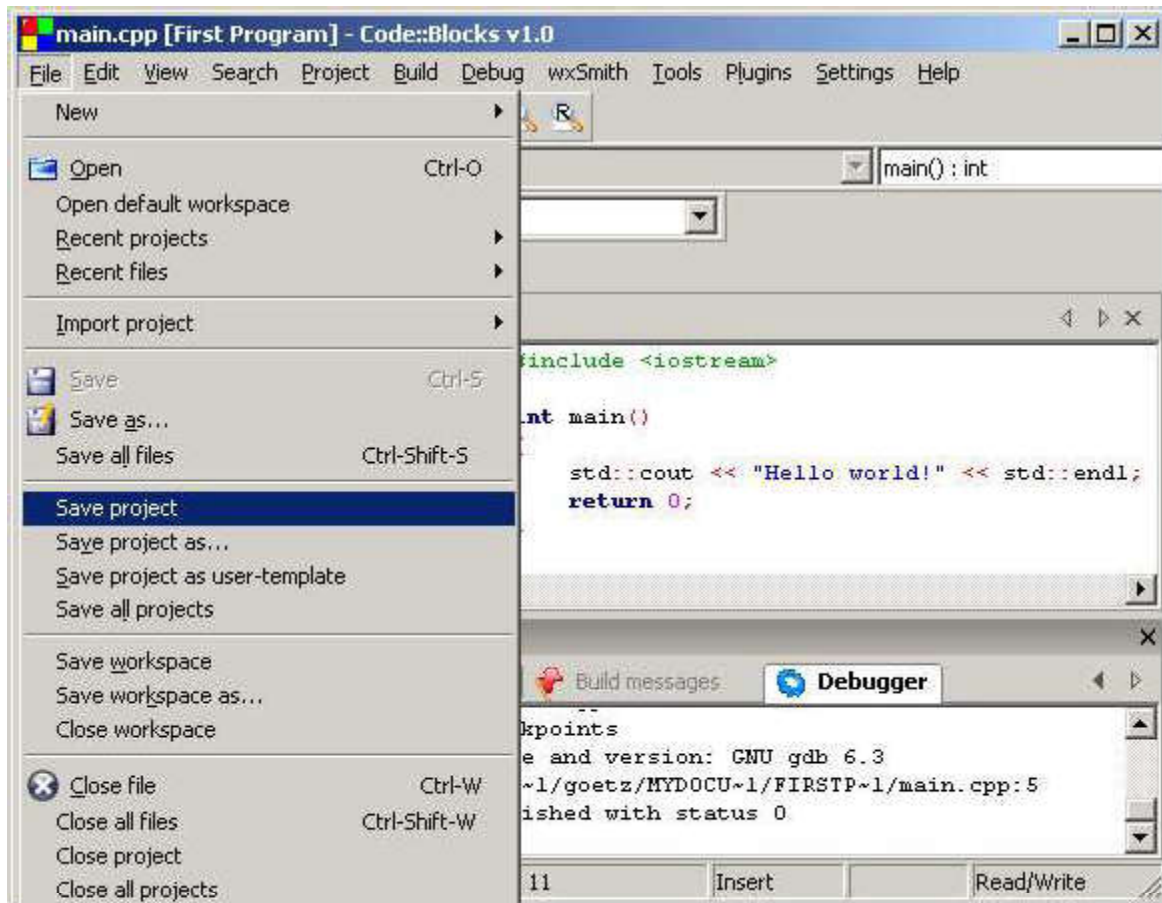 main.cpp [First Program] - Code::Blocks v1.0
File Edit View Search Project Build Debug wxSmith Tools Plugins Settings Help
New
R
Open Ctrl-O
main() : int
Open default workspace
Recent projects
Recent files
Import project
Save Ctrl-S
Save as...
Save all files Ctrl-Shift-S
Save project
Save project as...
Save project as user-template
Save all projects
Save workspace
Save workspace as...
Close workspace
Close file Ctrl-W
Close all files Ctrl-Shift-W
Close project
Close all projects
#include <iostream>
int main()
std::cout << "Hello world!" << std::endl;
return 0;
Build messages Debugger
kpoints
e and version: GNU gdb 6.3
~1/goetz/MYDOCU~1/FIRSTP~1/main.cpp:5
ished with status 0
11 Insert Read/Write